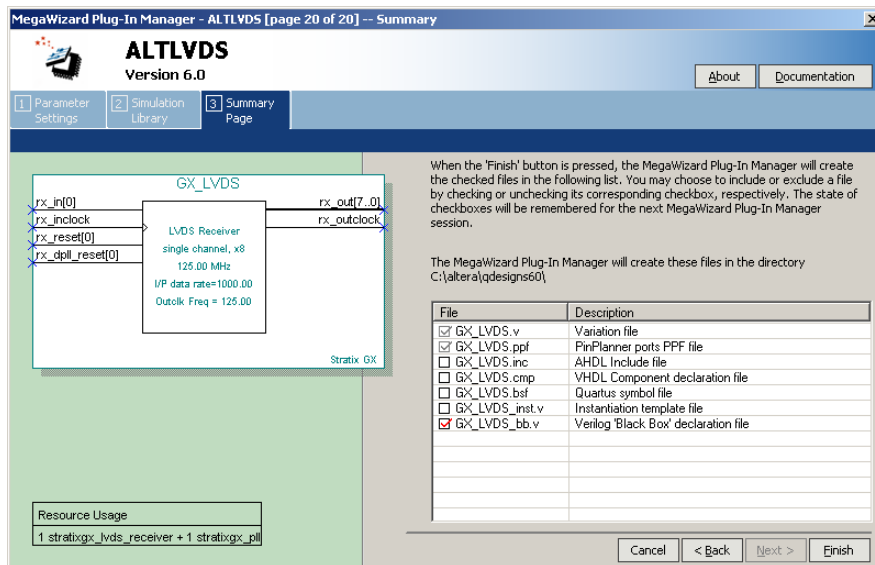 MegaWizard Plug-In Manager - ALTLVDS [page 20 of 20] -- Summary
ALTLVDS
Version 6.0
About
Documentation
1 Parameter Settings
2 Simulation Library
3 Summary Page
GX_LVDS
rx_in[0]
rx_inclock
rx_reset[0]
rx_dpll_reset[0]
rx_out[7..0]
rx_outclock
LVDS Receiver
single channel, x8
125.00 MHz
I/P data rate=1000.00
Outclk Freq = 125.00
Stratix GX
Resource Usage
1 stratixgx_lvds_receiver + 1 stratixgx_pll
When the 'Finish' button is pressed, the MegaWizard Plug-In Manager will create
the checked files in the following list. You may choose to include or exclude a file
by checking or unchecking its corresponding checkbox, respectively. The state of
checkboxes will be remembered for the next MegaWizard Plug-In Manager
session.
The MegaWizard Plug-In Manager will create these files in the directory
C:\altera\qdesigns60\
File Description
GX_LVDS.v Variation file
GX_LVDS.ppf PinPlanner ports PPF file
GX_LVDS.inc AHDL Include file
GX_LVDS.cmp VHDL Component declaration file
GX_LVDS.bsf Quartus symbol file
GX_LVDS_inst.v Instantiation template file
GX_LVDS_bb.v Verilog 'Black Box' declaration file
Cancel
< Back
Next >
Finish